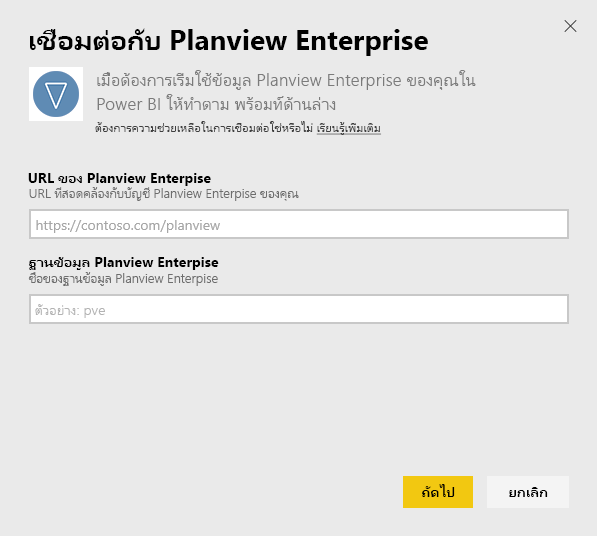 เชื่อมต่อกับ Planview Enterprise
เมื่อต้องการเริ่มใช้ข้อมูล Planview Enterprise ของคุณใน
Power BI ให้ทำตาม พร้อมท์ด้านล่าง
ต้องการความช่วยเหลือในการเชื่อมต่อใช่หรือไม่ เรียนรู้เพิ่มเติม
URL ของ Planview Enterpise
URL ที่สอดคล้องกับบัญชี Planview Enterpise ของคุณ
https://contoso.com/planview
ฐานข้อมูล Planview Enterpise
ชื่อของฐานข้อมูล Planview Enterpise
ตัวอย่าง: pve
ถัดไป
ยกเลิก